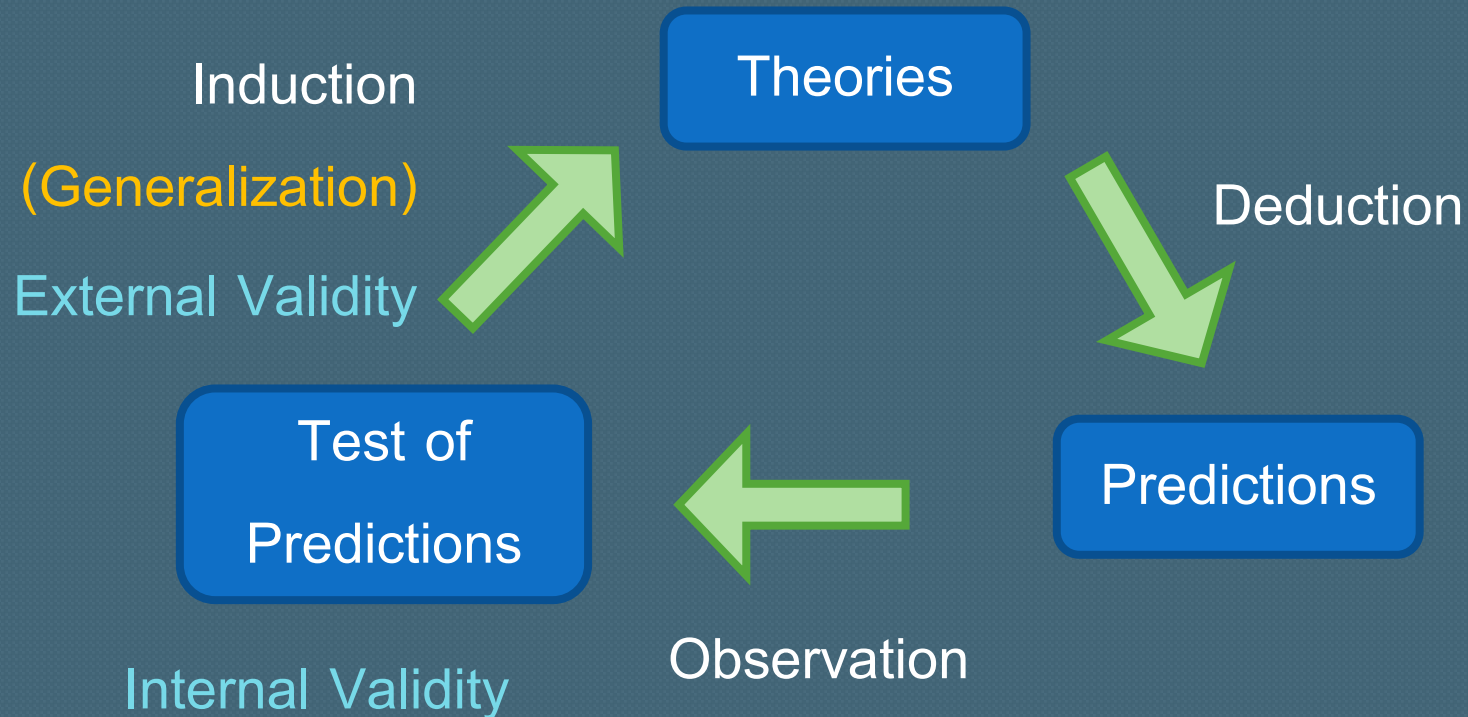 Induction
(Generalization)
External Validity
Theories
Deduction
Predictions
Test of
Predictions
Observation
Internal Validity